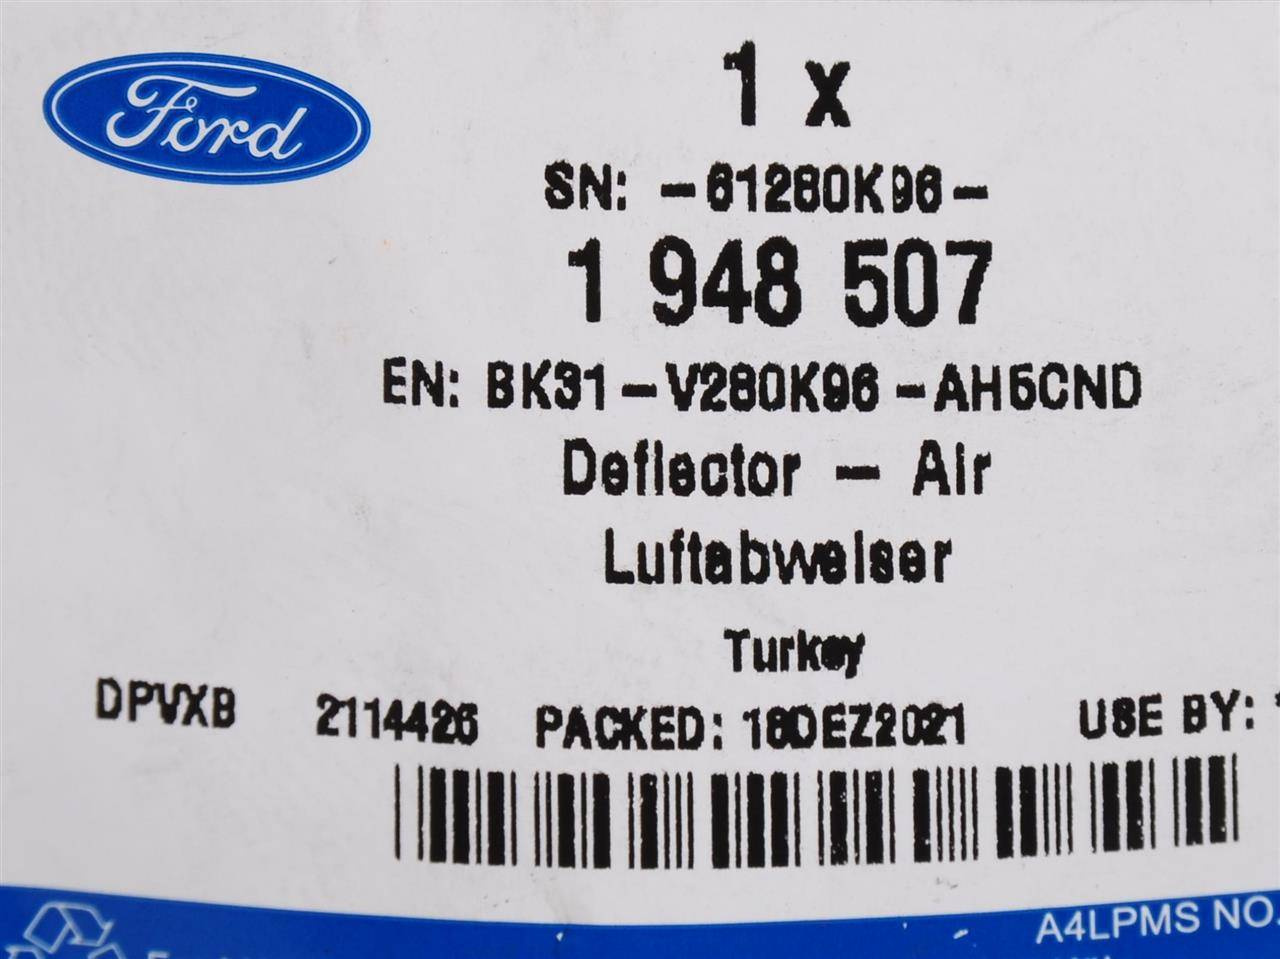 Ford
1 x
SN: -61280K96-
1 948 507
EN: BK31-V280K96-AH5CND
Deflector - Air
Luftabweiser
Turkey
DPVXB 2114426 PACKED: 16DEZ2021 USE BY:
A4LPMS NO.